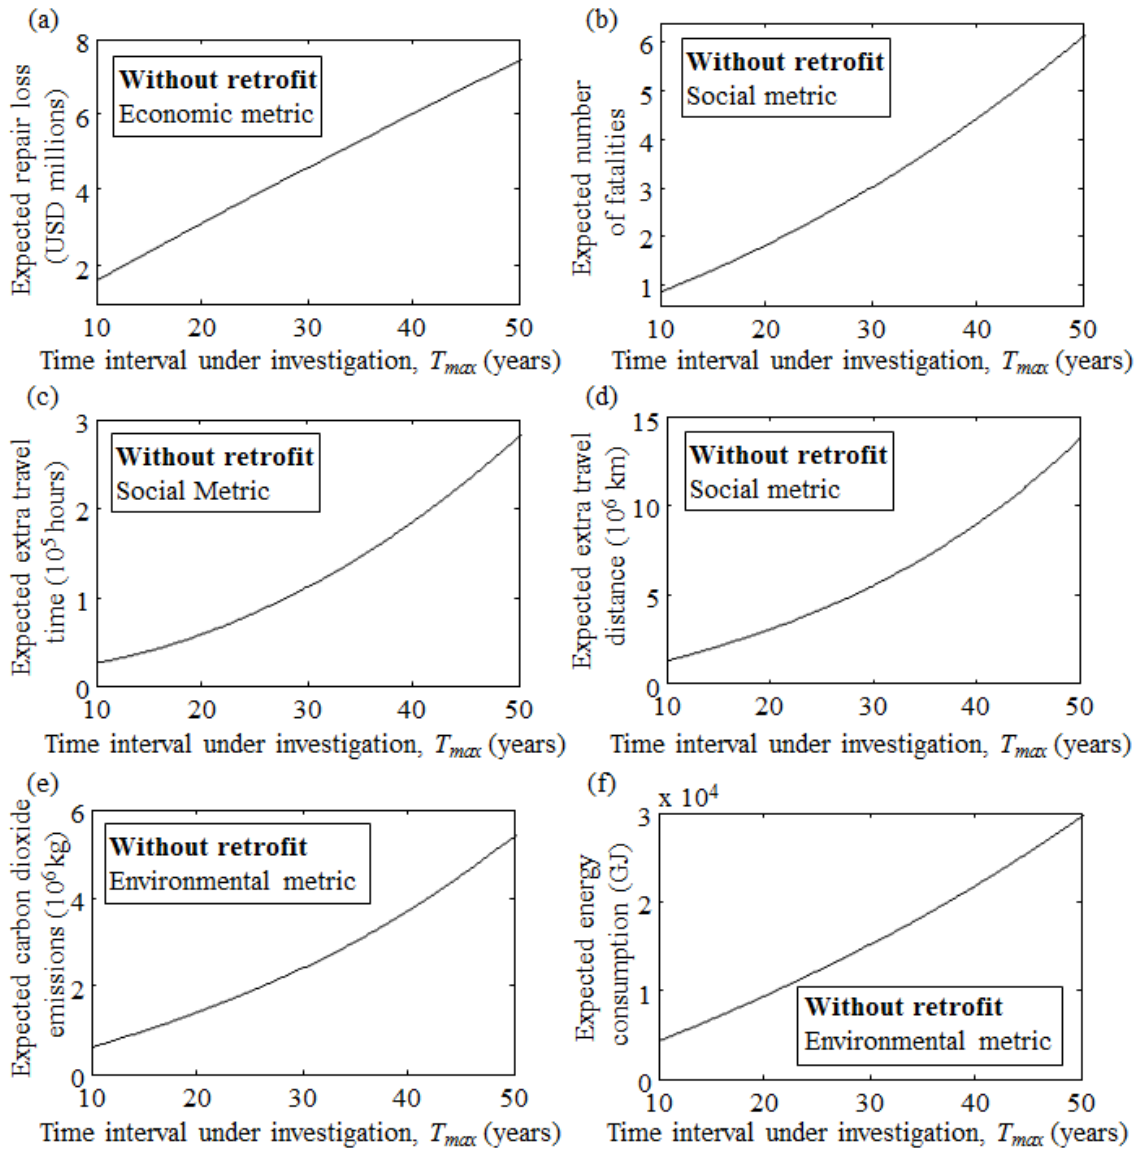 (a)
8
6
4
2
Expected repair loss
(USD millions)
Without retrofit
Economic metric
10 20 30 40 50
Time interval under investigation, Tmax (years)
(b)
6
5
4
3
2
1
Expected number
of fatalities
Without retrofit
Social metric
10 20 30 40 50
Time interval under investigation, Tmax (years)
(c)
3
2
1
0
Expected extra travel
time (10⁵ hours)
Without retrofit
Social Metric
10 20 30 40 50
Time interval under investigation, Tmax (years)
(d)
15
10
5
0
Expected extra travel
distance (10⁶ km)
Without retrofit
Social metric
10 20 30 40 50
Time interval under investigation, Tmax (years)
(e)
6
4
2
0
Expected carbon dioxide
emissions (10⁶ kg)
Without retrofit
Environmental metric
10 20 30 40 50
Time interval under investigation, Tmax (years)
(f)
x 10⁴
3
2
1
0
Expected energy
consumption (GJ)
Without retrofit
Environmental metric
10 20 30 40 50
Time interval under investigation, Tmax (years)